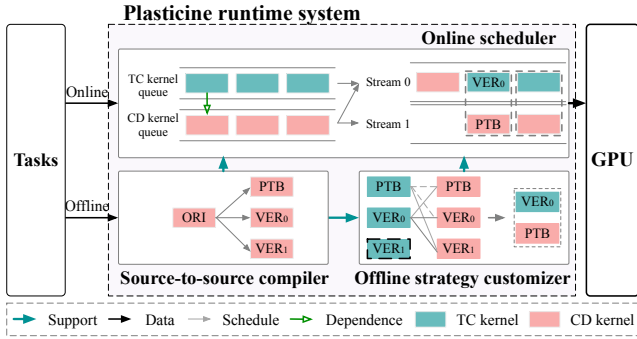 Plasticine runtime system
Online scheduler
Tasks
Online
Offline
TC kernel
queue
CD kernel
queue
Stream 0
Stream 1
VER0
PTB
GPU
ORI
PTB
VER0
VER1
Source-to-source compiler
PTB
VER0
VER1
PTB
VER0
VER1
VER0
PTB
Offline strategy customizer
Support
Data
Schedule
Dependence
TC kernel
CD kernel